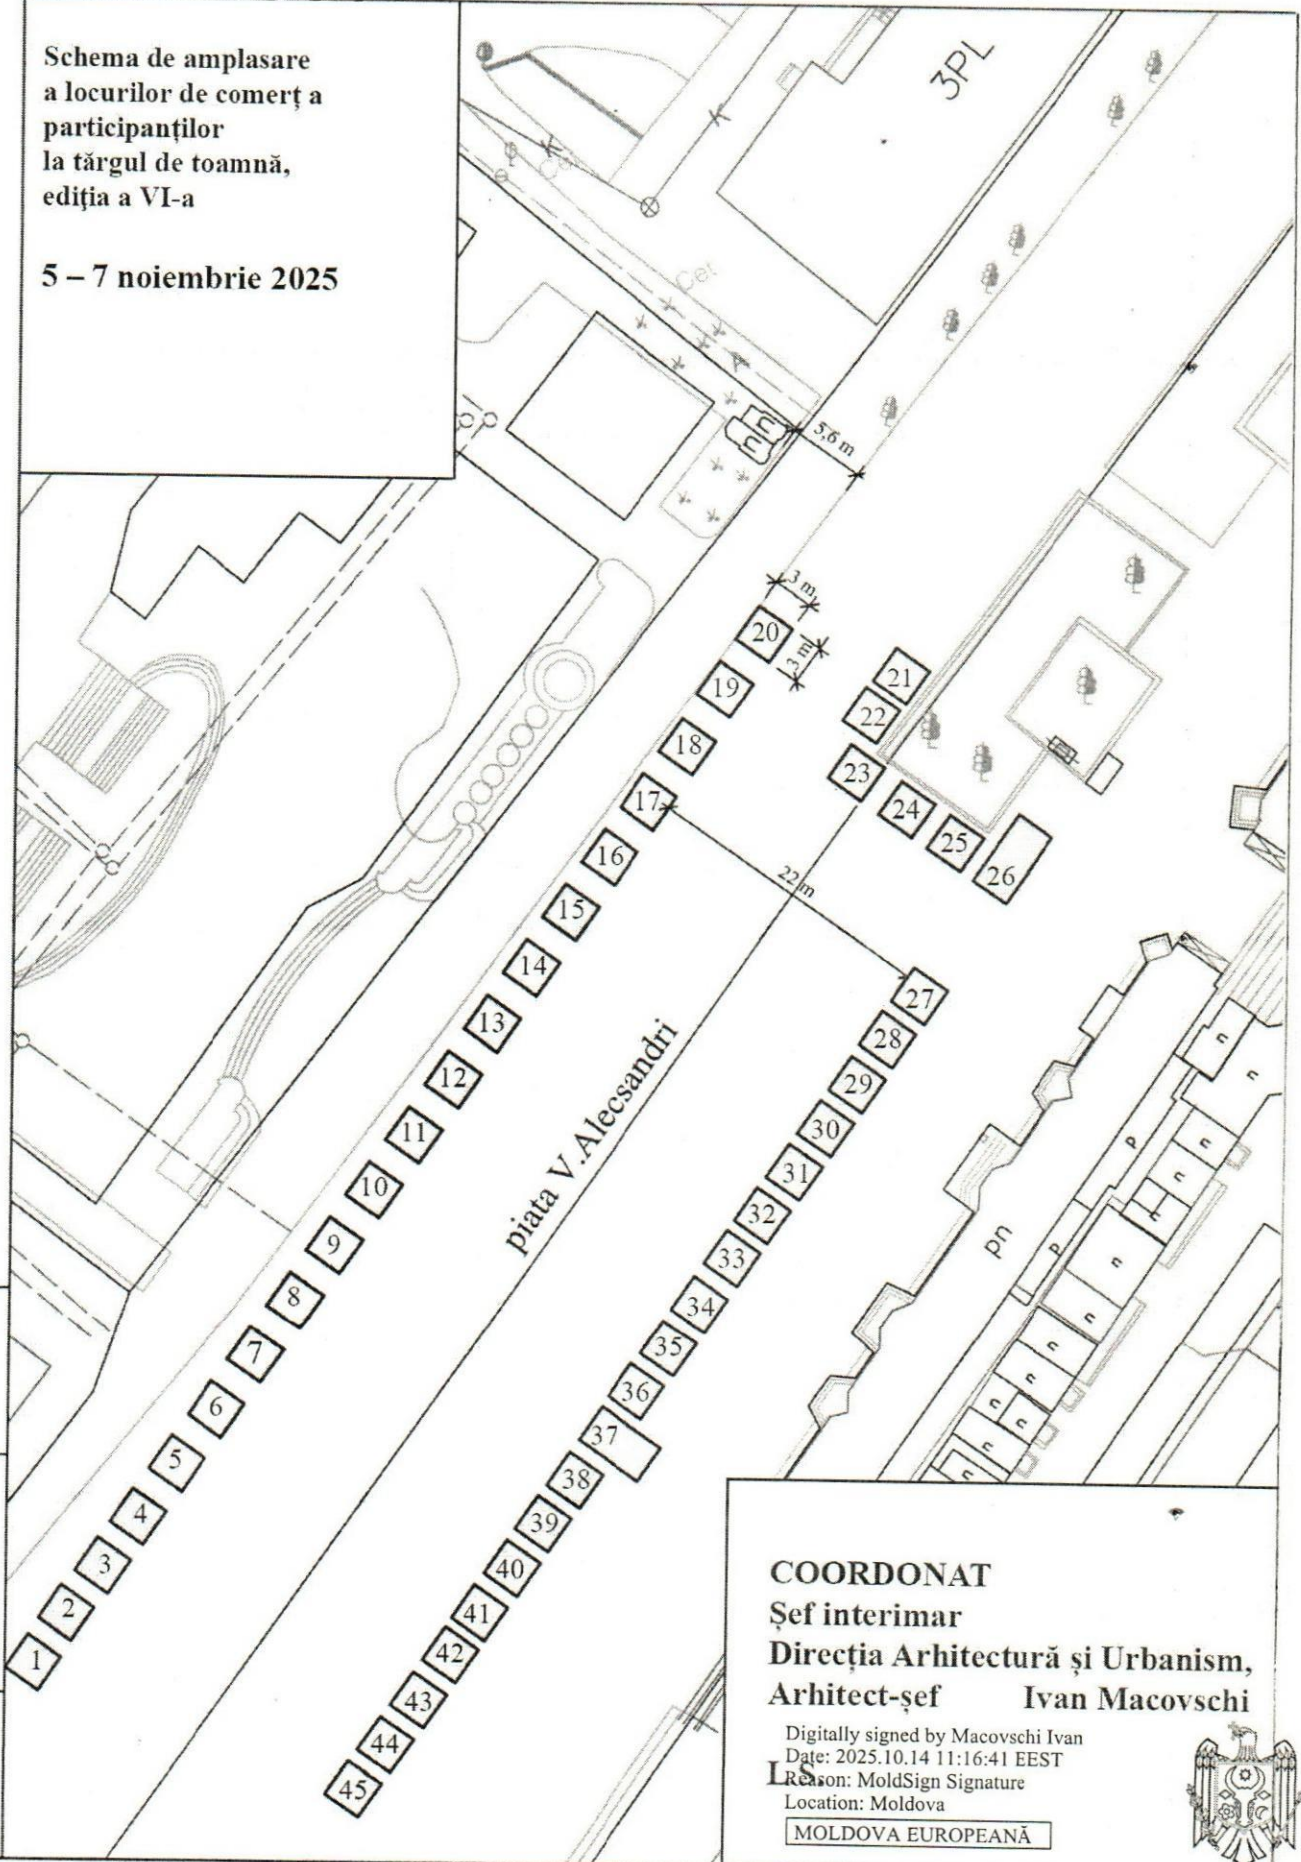 Schema de amplasare
a locurilor de comerț a
participanților
la târgul de toamnă,
ediția a VI-a
5 – 7 noiembrie 2025
3PL
K
K
Cer
A
n
n
5,6 m
3 m
20
3 m
19
21
18
22
17
23
16
24
25
26
22 m
15
14
13
27
12
28
11
29
10
30
piata V.Alecsandri
9
31
8
32
7
33
6
34
5
35
4
36
3
37
2
38
1
39
40
41
42
43
44
45
pn
P
P
n
n
n
n
n
n
n
n
n
n
n
n
n
COORDONAT
Șef interimar
Direcția Arhitectură și Urbanism,
Arhitect-șef Ivan Macovschi
Digitally signed by Macovschi Ivan
Date: 2025.10.14 11:16:41 EEST
L.S.
Reason: MoldSign Signature
Location: Moldova
MOLDOVA EUROPEANĂ